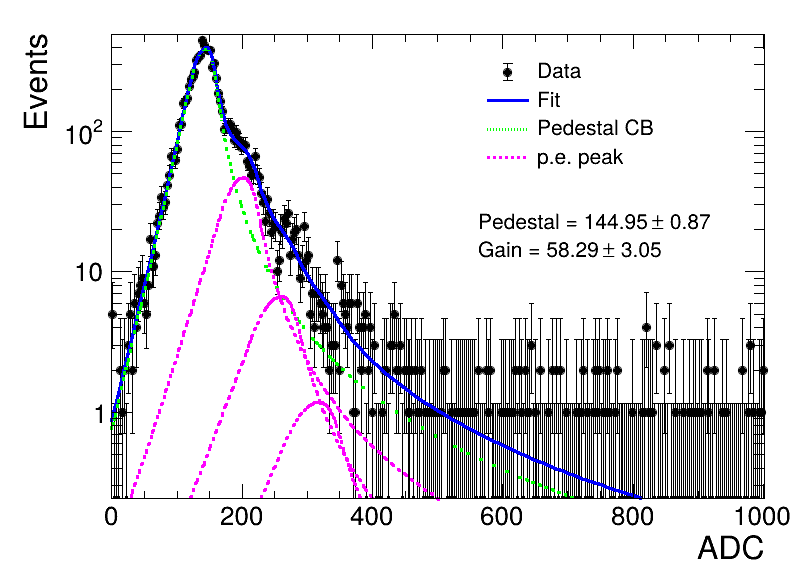 Events
Data
Fit
Pedestal CB
p.e. peak
Pedestal = 144.95 ± 0.87
Gain = 58.29 ± 3.05
10²
10
1
0 200 400 600 800 1000
ADC